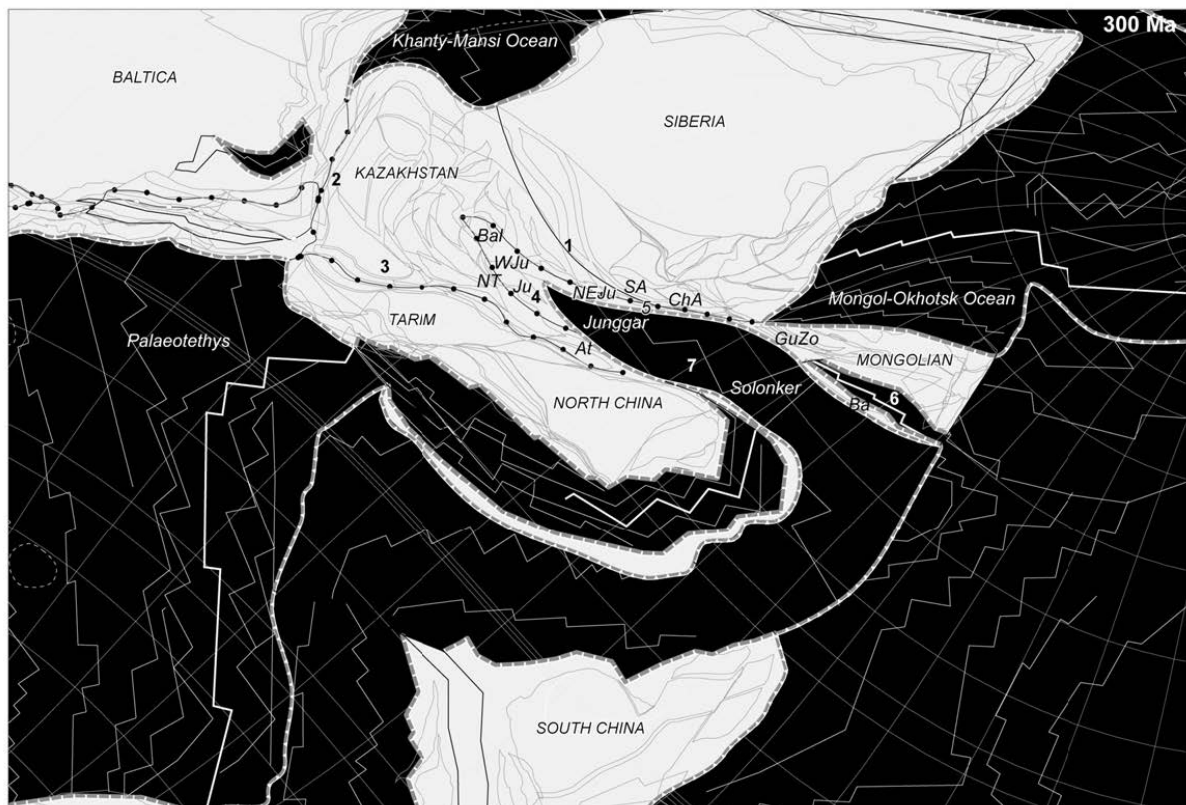 300 Ma
Khanty-Mansi Ocean
BALTICA
SIBERIA
KAZAKHSTAN
2
Bal
1
WJu
3
NT
Ju
NEJu
SA
5
ChA
4
Mongol-Okhotsk Ocean
TARIM
Junggar
Palaeotethys
At
GuZo
MONGOLIAN
7
Solonker
6
Ba
NORTH CHINA
SOUTH CHINA